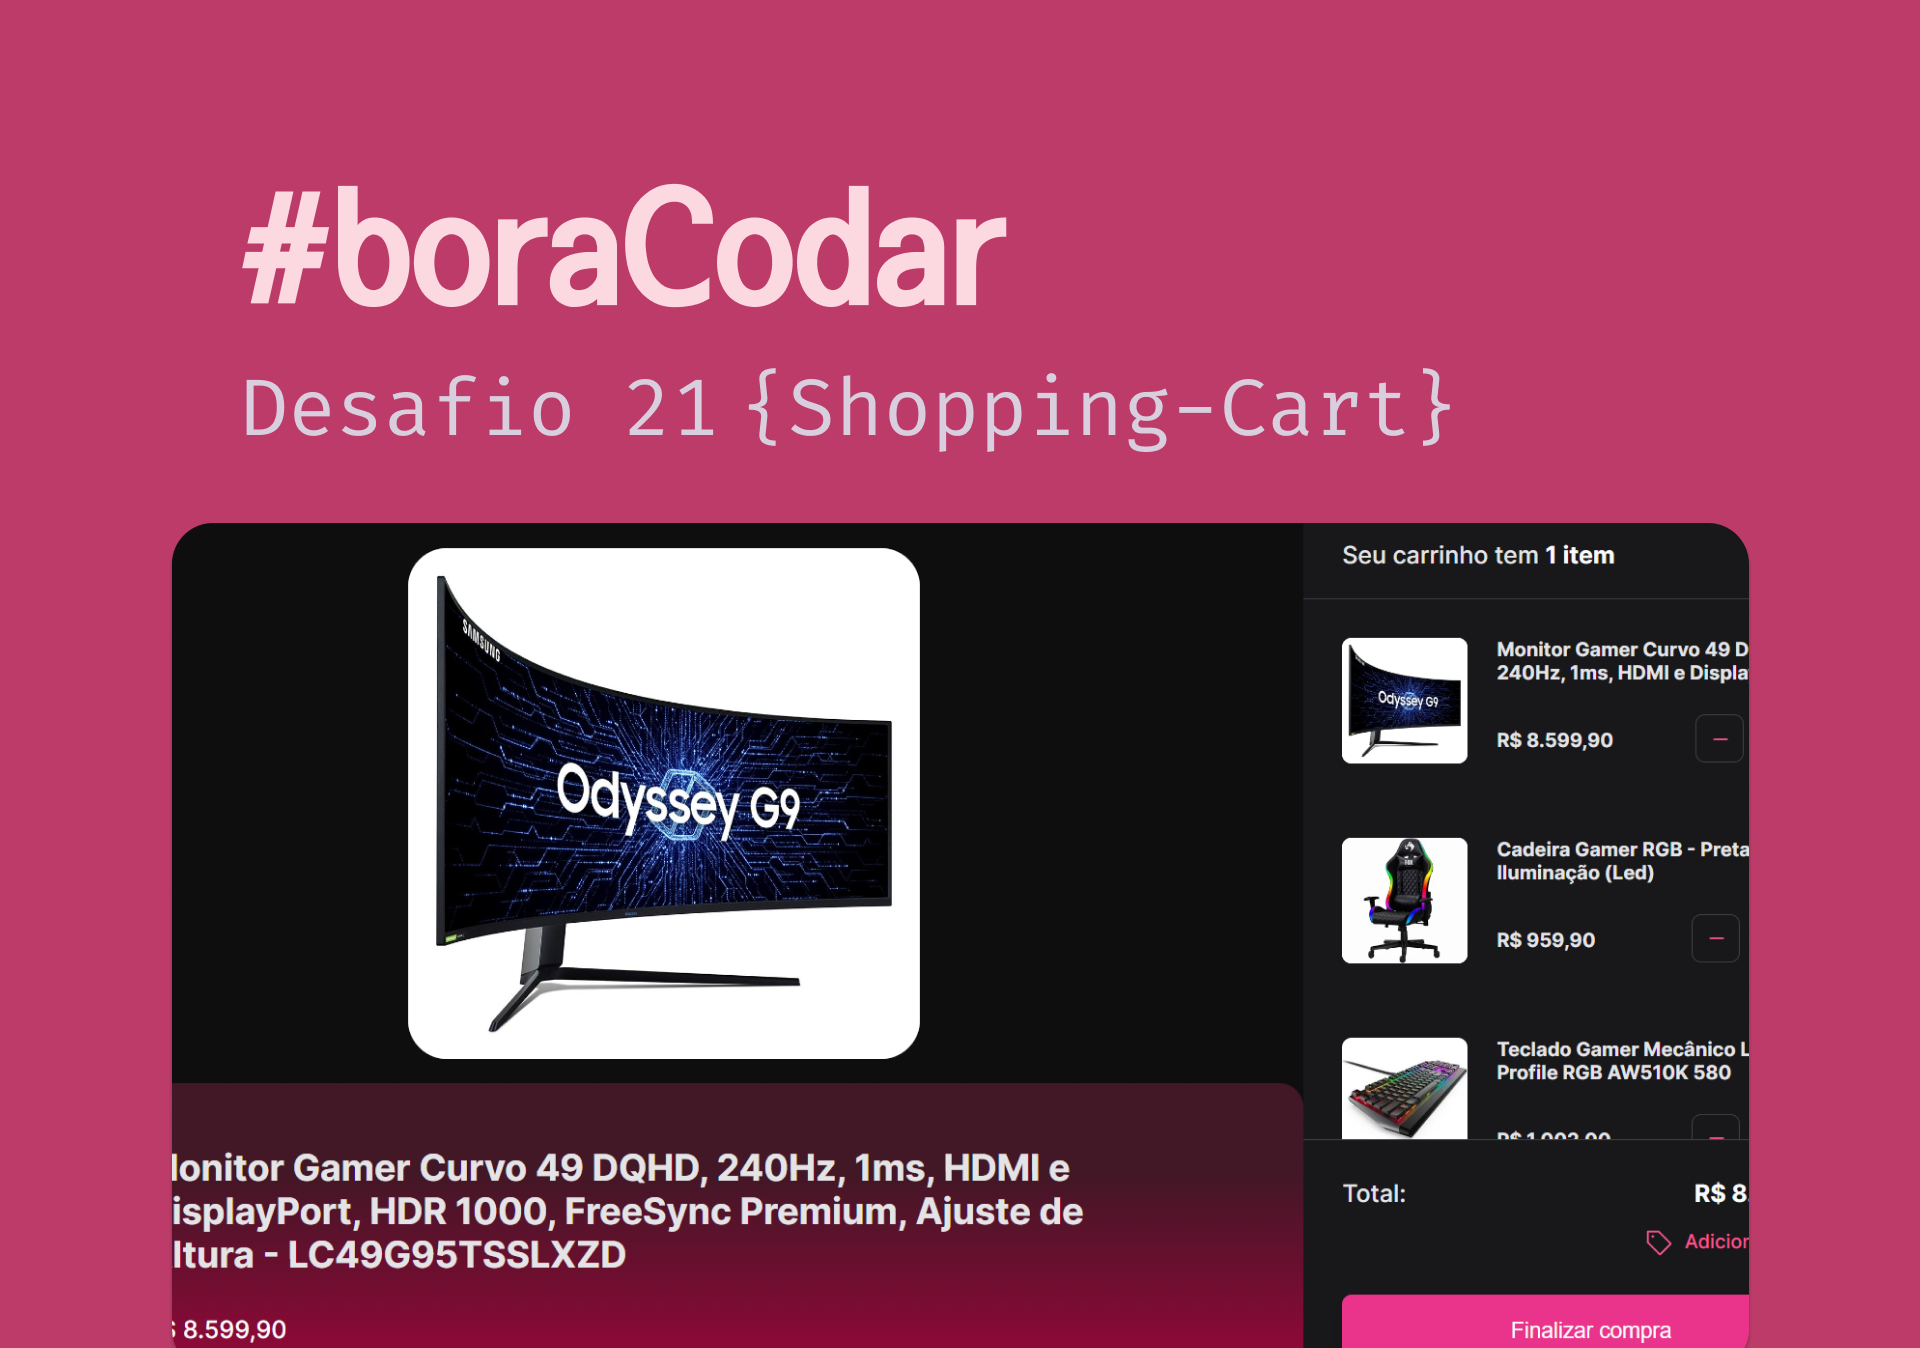 #boraCodar
Desafio 21 {Shopping-Cart}
SAMSUNG
Odyssey G9
lonitor Gamer Curvo 49 DQHD, 240Hz, 1ms, HDMI e
isplayPort, HDR 1000, FreeSync Premium, Ajuste de
ltura - LC49G95TSSLXZD
$ 8.599,90
Seu carrinho tem 1 item
Odyssey G9
Monitor Gamer Curvo 49 D
240Hz, 1ms, HDMI e Displa
R$ 8.599,90
Cadeira Gamer RGB - Preta
Iluminação (Led)
R$ 959,90
Teclado Gamer Mecânico L
Profile RGB AW510K 580
Total:
R$ 8.
Adicion
Finalizar compra